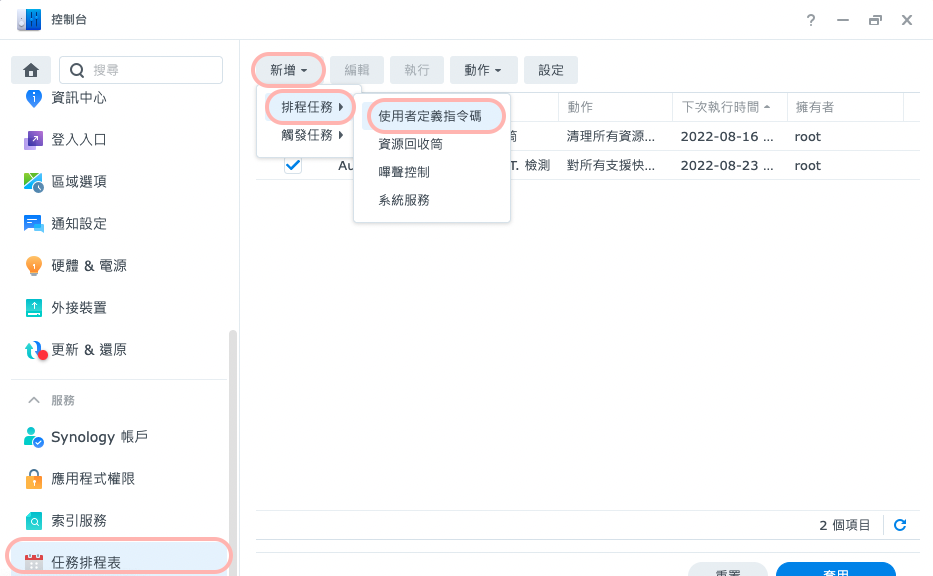 控制台
搜尋
資訊中心
登入入口
區域選項
通知設定
硬體 & 電源
外接裝置
更新 & 還原
服務
Synology 帳戶
應用程式權限
索引服務
任務排程表
新增 編輯 執行 動作 設定
排程任務
觸發任務
使用者定義指令碼
資源回收筒
嗶聲控制
系統服務
動作 下次執行時間 擁有者
筒 清理所有資源... 2022-08-16 ... root
Au T. 檢測 對所有支援快... 2022-08-23 ... root
2 個項目
重置 套用